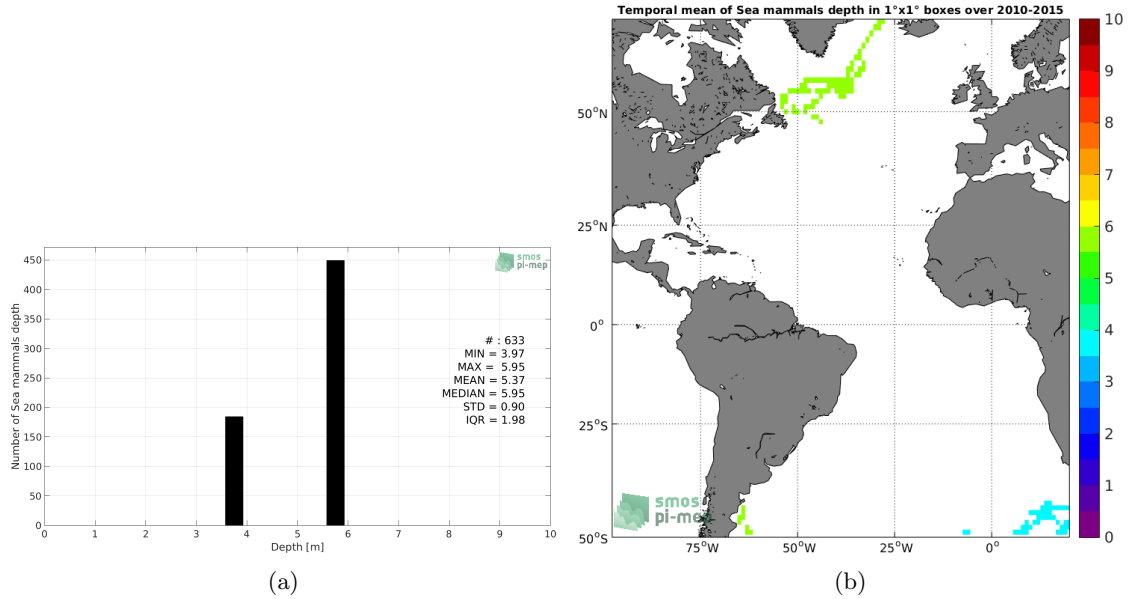 Temporal mean of Sea mammals depth in 1°x1° boxes over 2010-2015
450
400
350
300
250
200
150
100
50
0
Number of Sea mammals depth
0 1 2 3 4 5 6 7 8 9 10
Depth [m]
smos
pi-mep
# : 633
MIN = 3.97
MAX = 5.95
MEAN = 5.37
MEDIAN = 5.95
STD = 0.90
IQR = 1.98
(a)
50°N
25°N
0°
25°S
50°S
75°W 50°W 25°W 0°
smos
pi-mep
10
9
8
7
6
5
4
3
2
1
0
(b)